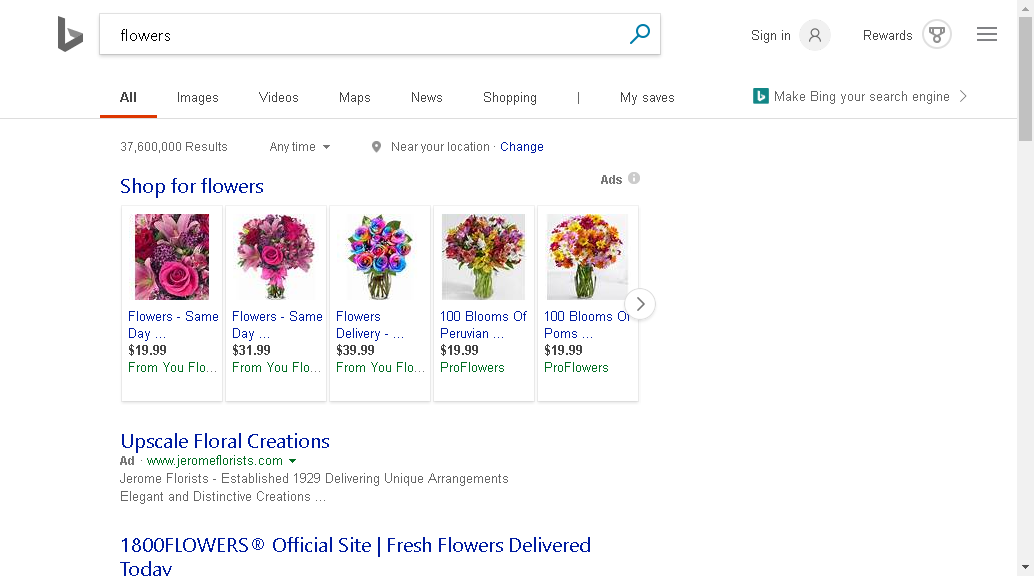 flowers
Sign in
Rewards
All
Images
Videos
Maps
News
Shopping
|
My saves
Make Bing your search engine
37,600,000 Results
Any time
Near your location · Change
Shop for flowers
Ads
Flowers - Same
Day ...
$19.99
From You Flo...
Flowers - Same
Day ...
$31.99
From You Flo...
Flowers
Delivery - ...
$39.99
From You Flo...
100 Blooms Of
Peruvian ...
$19.99
ProFlowers
100 Blooms Of
Poms ...
$19.99
ProFlowers
Upscale Floral Creations
Ad · www.jeromeflorists.com
Jerome Florists - Established 1929 Delivering Unique Arrangements
Elegant and Distinctive Creations ...
1800FLOWERS® Official Site | Fresh Flowers Delivered
Today